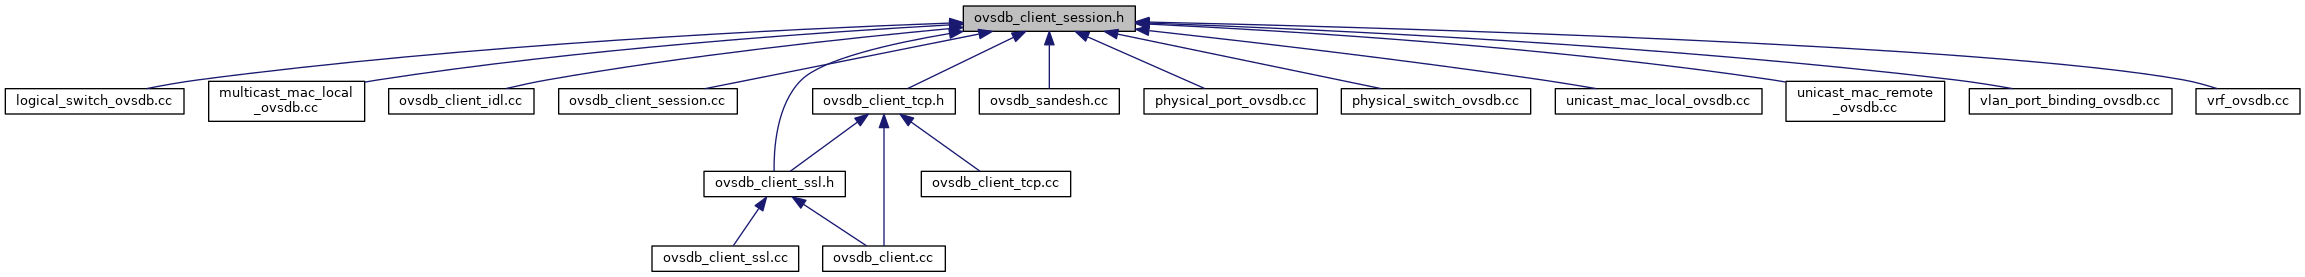 ovsdb_client_session.h
logical_switch_ovsdb.cc
multicast_mac_local
_ovsdb.cc
ovsdb_client_idl.cc
ovsdb_client_session.cc
ovsdb_client_tcp.h
ovsdb_sandesh.cc
physical_port_ovsdb.cc
physical_switch_ovsdb.cc
unicast_mac_local_ovsdb.cc
unicast_mac_remote
_ovsdb.cc
vlan_port_binding_ovsdb.cc
vrf_ovsdb.cc
ovsdb_client_ssl.h
ovsdb_client_tcp.cc
ovsdb_client_ssl.cc
ovsdb_client.cc